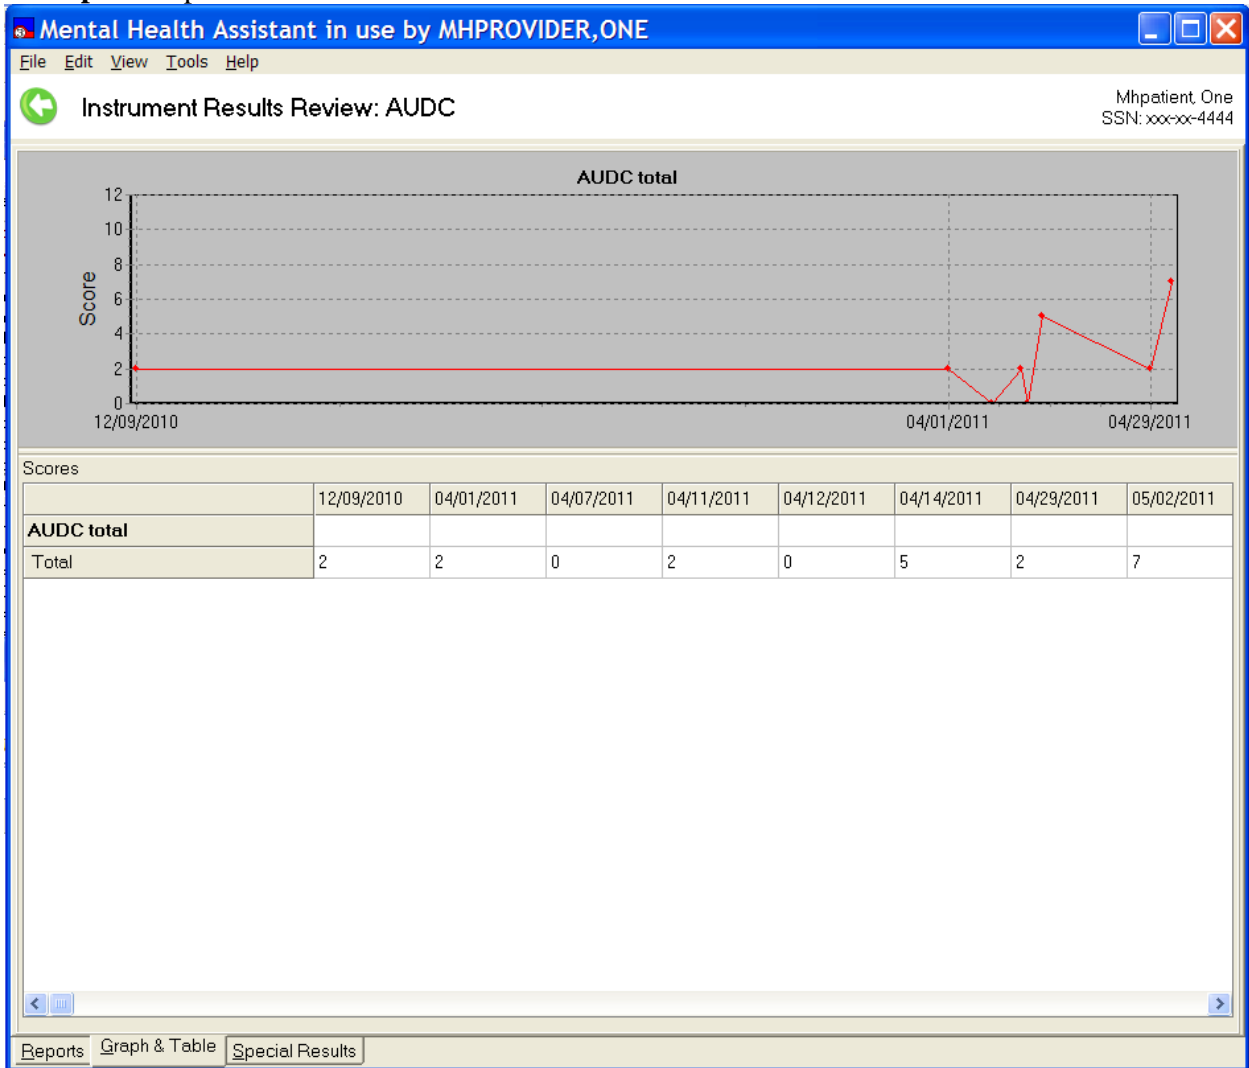 Mental Health Assistant in use by MHPROVIDER,ONE
File Edit View Tools Help
Instrument Results Review: AUDC
Mhpatient, One
SSN: xxx-xx-4444
AUDC total
Score
12
10
8
6
4
2
0
12/09/2010 04/01/2011 04/29/2011
Scores
12/09/2010 04/01/2011 04/07/2011 04/11/2011 04/12/2011 04/14/2011 04/29/2011 05/02/2011
AUDC total
Total 2 2 0 2 0 5 2 7
Reports Graph & Table Special Results